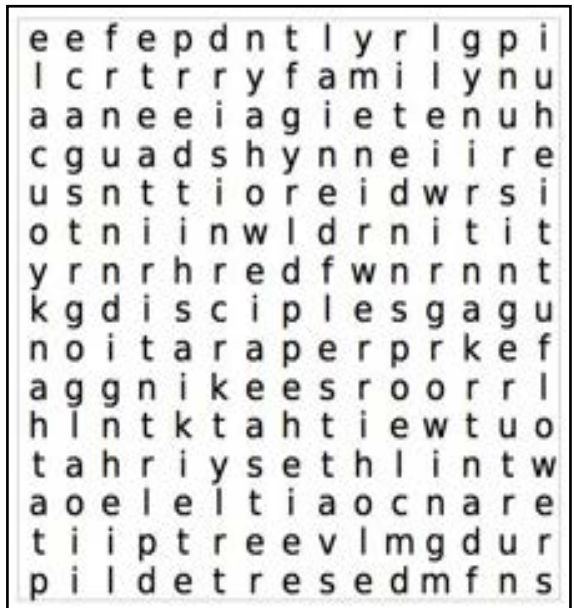 e e f e p d n t l y r l g p i
l c r t r r y f a m i l y n u
a a n e e i a g i e t e n u h
c g u a d s h y n n e i i r e
u s n t t i o r e i d w r s i
o t n i i n w l d r n i t i t
y r n r h r e d f w n r n n t
k g d i s c i p l e s g a g u
n o i t a r a p e r p r k e f
a g g n i k e e s r o o r r l
h l n t k t a h t i e w t u o
t a h r i y s e t h l i n t w
a o e l e l t i a o c n a r e
t i i p t r e e v l m g d u r
p i l d e t r e s e d m f n s